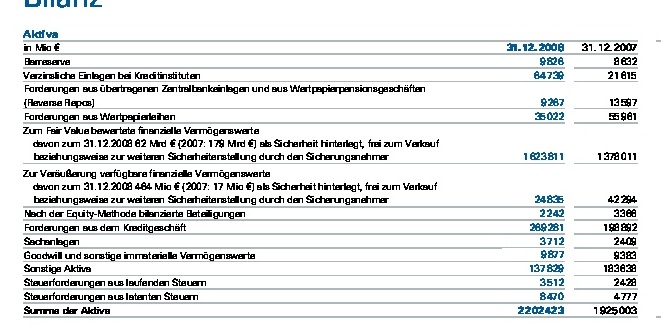 Bilanz
Aktiva
in Mio € 31.12.2008 31.12.2007
Barreserve 9826 8632
Verzinsliche Einlagen bei Kreditinstituten 64739 21615
Forderungen aus übertragenen Zentralbankeinlagen und aus Wertpapierpensionsgeschäften
(Reverse Repos) 9267 13597
Forderungen aus Wertpapierleihen 35022 55961
Zum Fair Value bewertete finanzielle Vermögenswerte
davon zum 31.12.2008 62 Mrd € (2007: 179 Mrd €) als Sicherheit hinterlegt, frei zum Verkauf
beziehungsweise zur weiteren Sicherheitenstellung durch den Sicherungsnehmer 1623811 1378011
Zur Veräußerung verfügbare finanzielle Vermögenswerte
davon zum 31.12.2008 464 Mio € (2007: 17 Mio €) als Sicherheit hinterlegt, frei zum Verkauf
beziehungsweise zur weiteren Sicherheitenstellung durch den Sicherungsnehmer 24835 42294
Nach der Equity-Methode bilanzierte Beteiligungen 2242 3366
Forderungen aus dem Kreditgeschäft 269281 198892
Sachanlagen 3712 2409
Goodwill und sonstige immaterielle Vermögenswerte 9877 9383
Sonstige Aktiva 137829 183638
Steuerforderungen aus laufenden Steuern 3512 2428
Steuerforderungen aus latenten Steuern 8470 4777
Summe der Aktiva 2202423 1925003